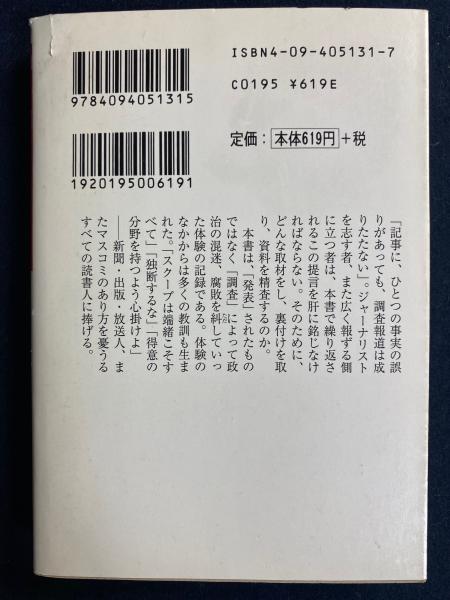 ISBN4-09-405131-7
9784094051315
C0195 ¥619E
定価：本体619円+税
1920195006191
「記事に、ひとつの事実の誤
りがあっても、調査報道は成
りたたない」。ジャーナリスト
を志す者、また広く報ずる側
に立つ者は、本書で繰り返さ
れるこの提言を肝に銘じなけ
ればならない。そのために、
どんな取材をし、裏付けを取
り、資料を精査するのか。
本書は、「発表」されたもの
ではなく「調査」によって政
治の混迷、腐敗を糾していっ
た体験の記録である。体験の
なかからは多くの教訓も生ま
れた。「スクープは端緒こそす
べて」「独断するな」「得意の
分野を持つよう心掛けよ」
――新聞・出版・放送人、ま
たマスコミのあり方を憂うる
すべての読書人に捧げる。